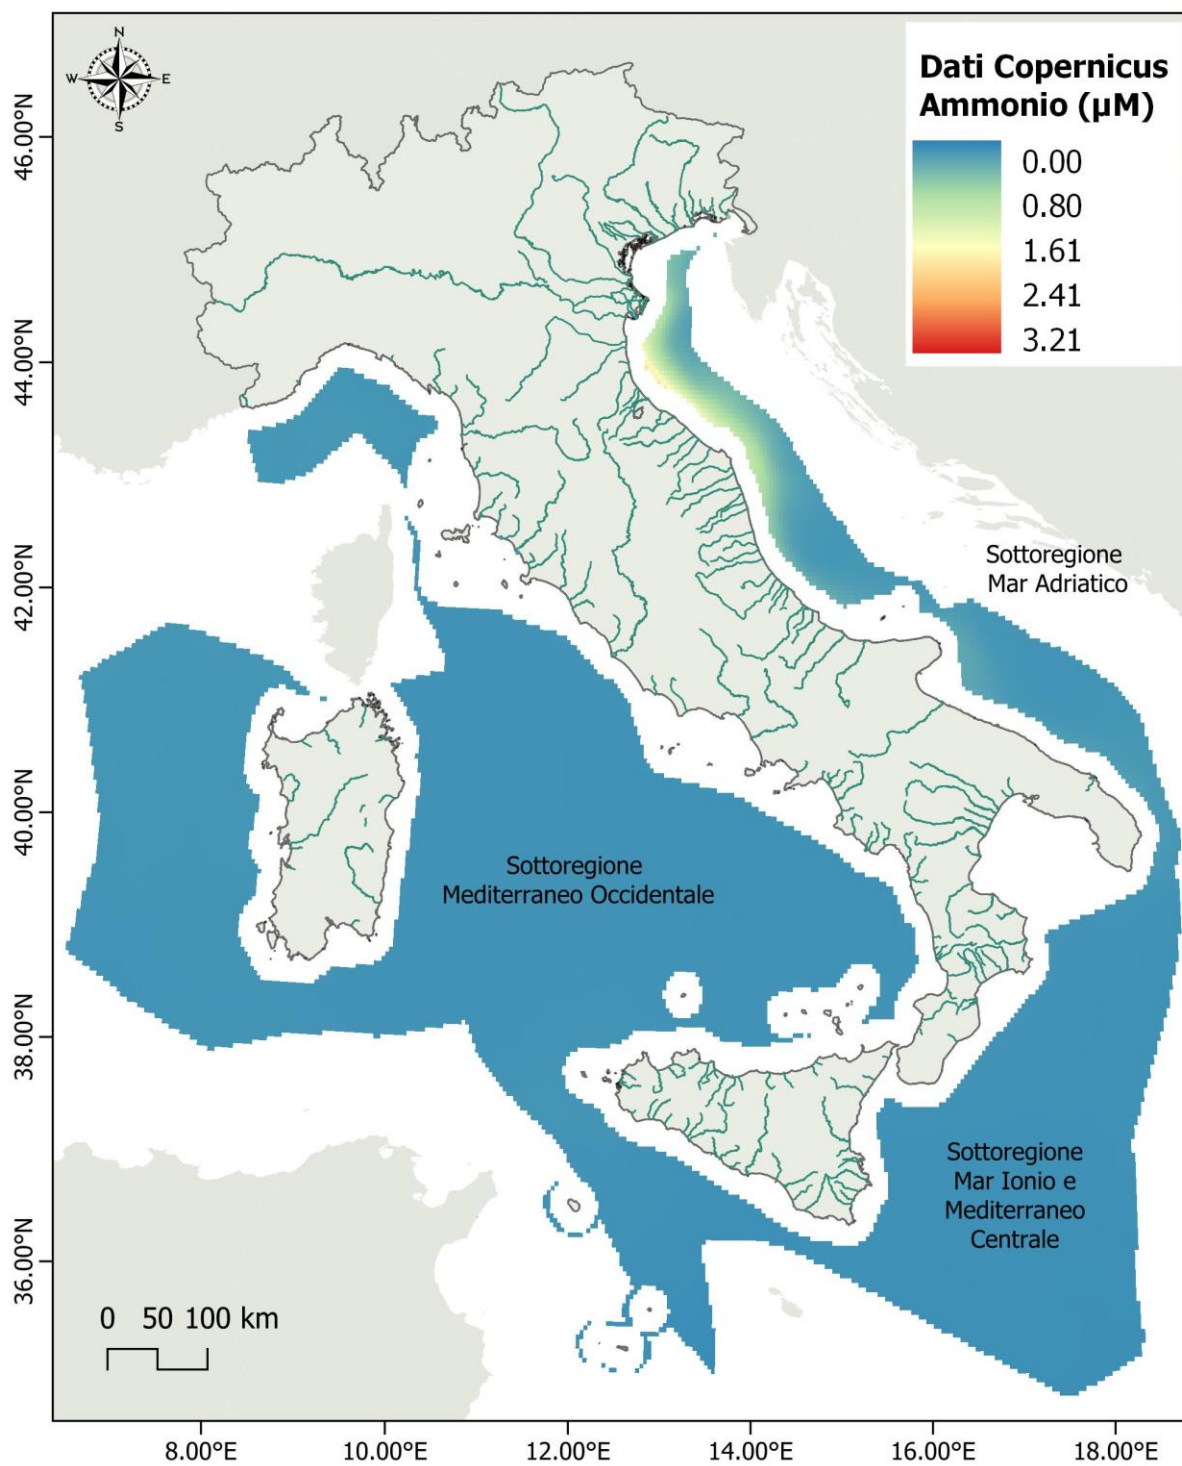 N
W E
S
Dati Copernicus
Ammonio (µM)
0.00
0.80
1.61
2.41
3.21
46.00°N
44.00°N
42.00°N
40.00°N
38.00°N
36.00°N
Sottoregione
Mar Adriatico
Sottoregione
Mediterraneo Occidentale
Sottoregione
Mar Ionio e
Mediterraneo
Centrale
0 50 100 km
8.00°E 10.00°E 12.00°E 14.00°E 16.00°E 18.00°E